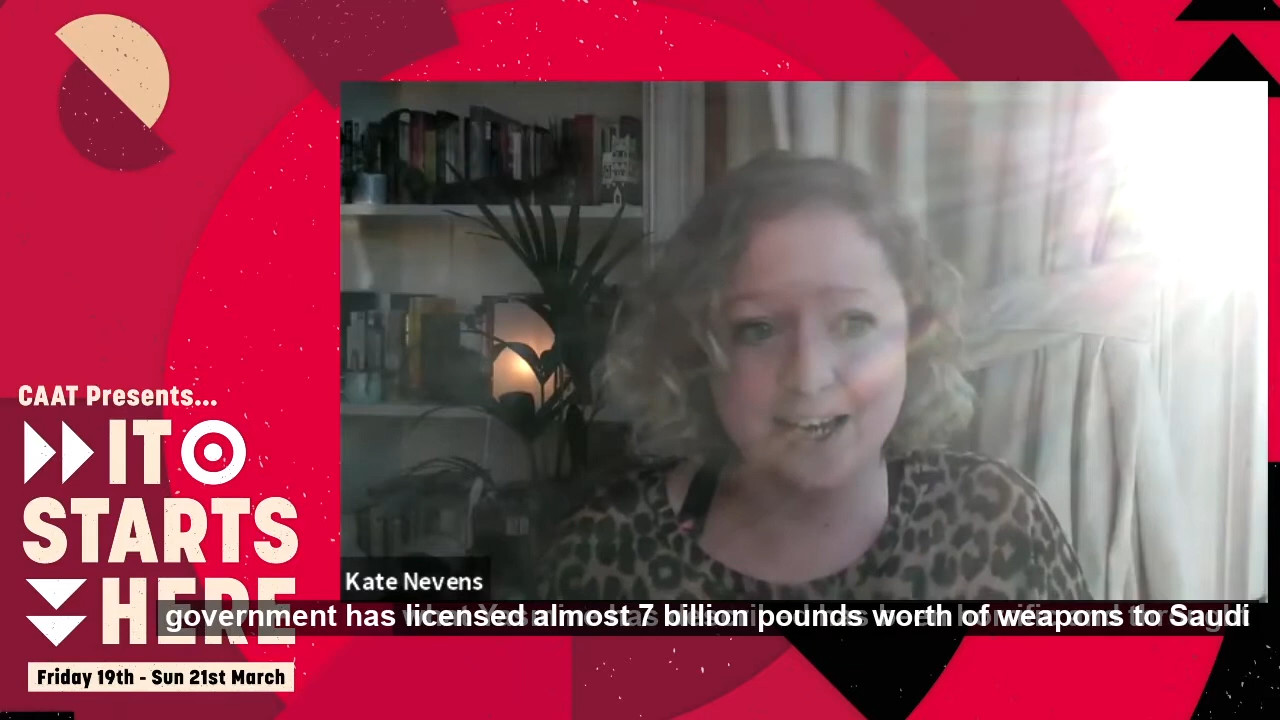 CAAT Presents...
IT
STARTS
HERE
Friday 19th - Sun 21st March
Kate Nevens
government has licensed almost 7 billion pounds worth of weapons to Saudi